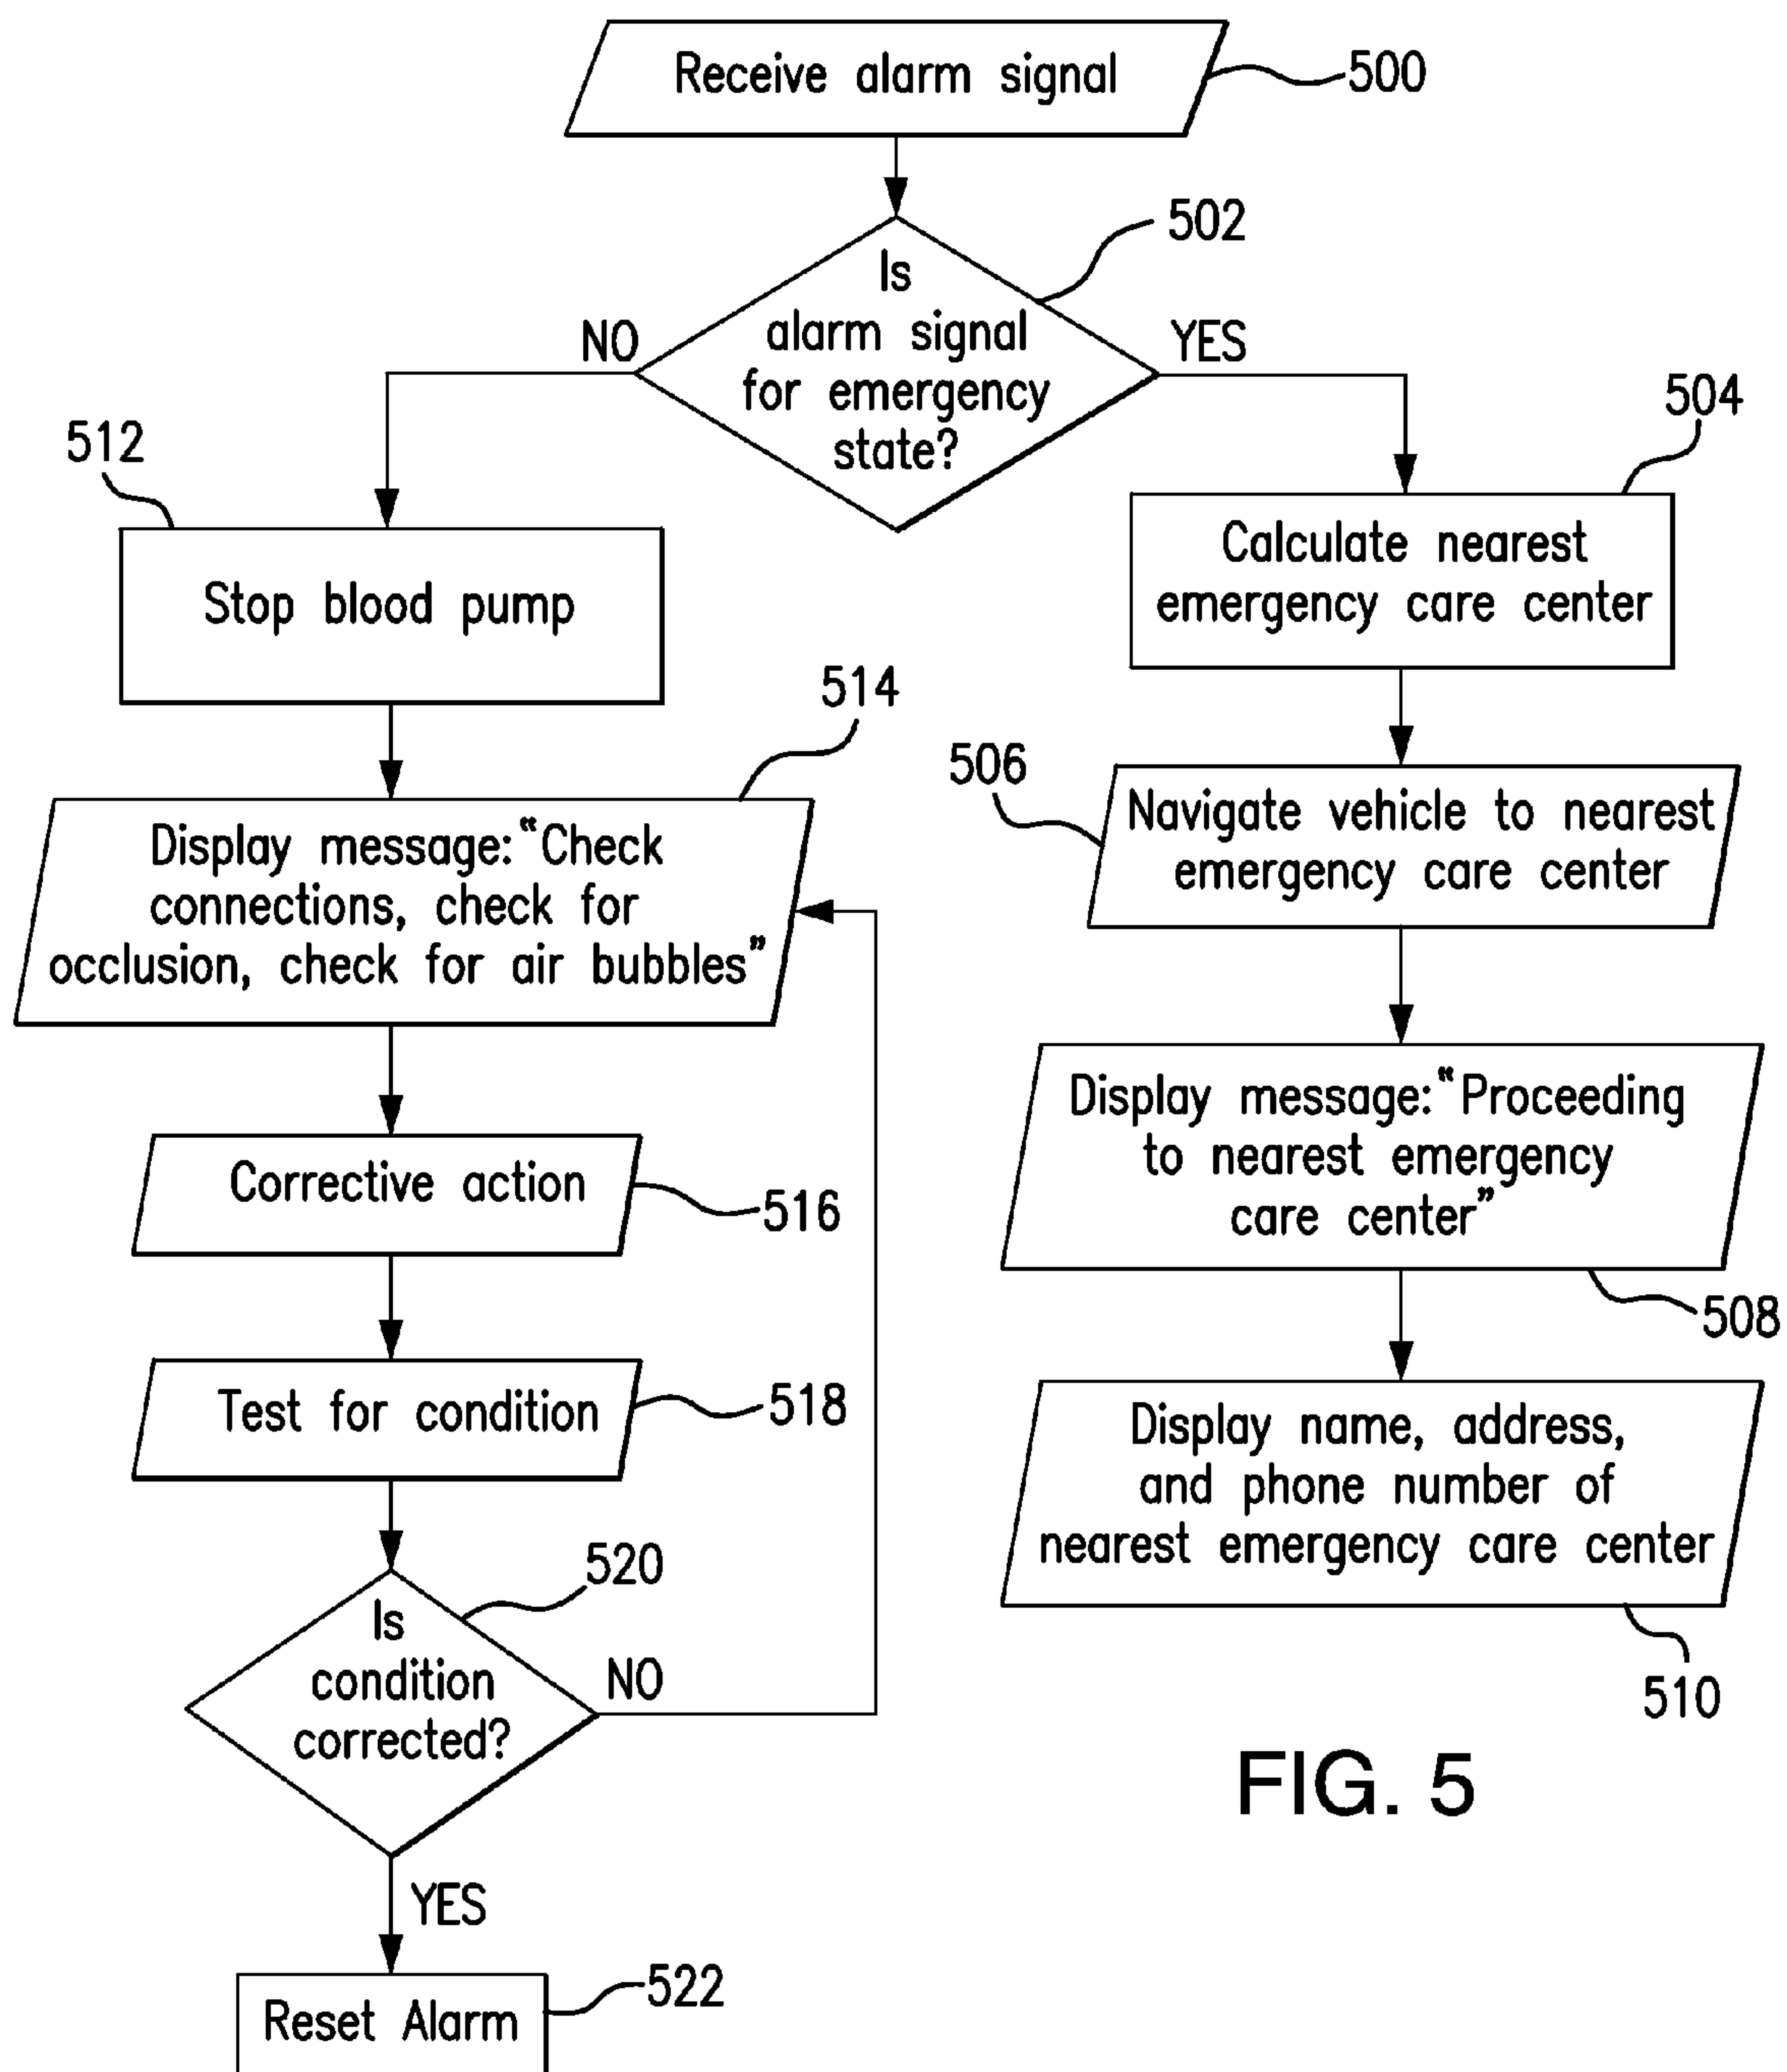 Receive alarm signal
500
502
Is
alarm signal
for emergency
state?
NO
YES
504
Calculate nearest
emergency care center
506
Navigate vehicle to nearest
emergency care center
Display message: “Proceeding
to nearest emergency
care center”
508
Display name, address,
and phone number of
nearest emergency care center
510
512
Stop blood pump
514
Display message: “Check
connections, check for
occlusion, check for air bubbles”
Corrective action
516
Test for condition
518
520
Is
condition
corrected?
NO
YES
Reset Alarm
522
FIG. 5